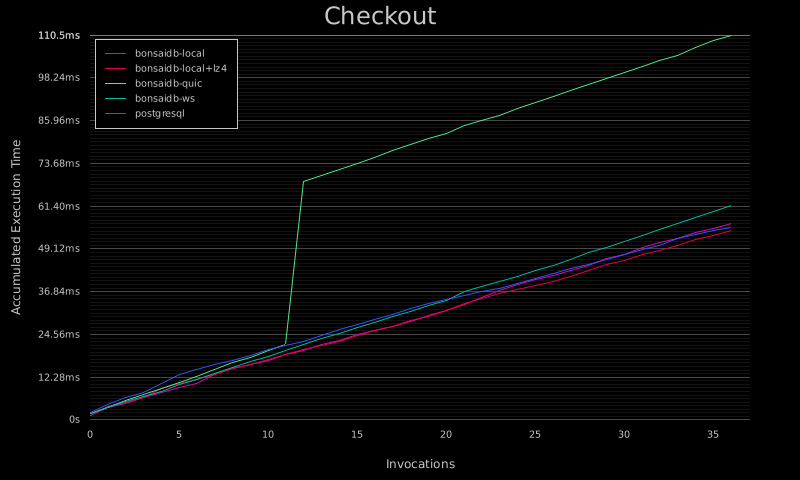 Checkout
110.5ms
98.24ms
85.96ms
73.68ms
61.40ms
49.12ms
36.84ms
24.56ms
12.28ms
0s
Accumulated Execution Time
bonsaidb-local
bonsaidb-local+lz4
bonsaidb-quic
bonsaidb-ws
postgresql
0 5 10 15 20 25 30 35
Invocations